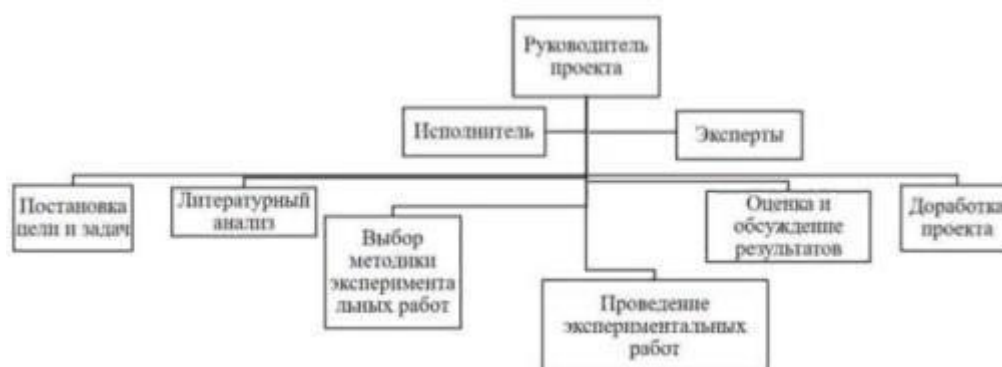 Руководитель
проекта
Исполнитель
Эксперты
Постановка
цели и задач
Литературный
анализ
Выбор
методики
эксперимента
льных работ
Проведение
экспериментальных
работ
Оценка и
обсуждение
результатов
Доработка
проекта